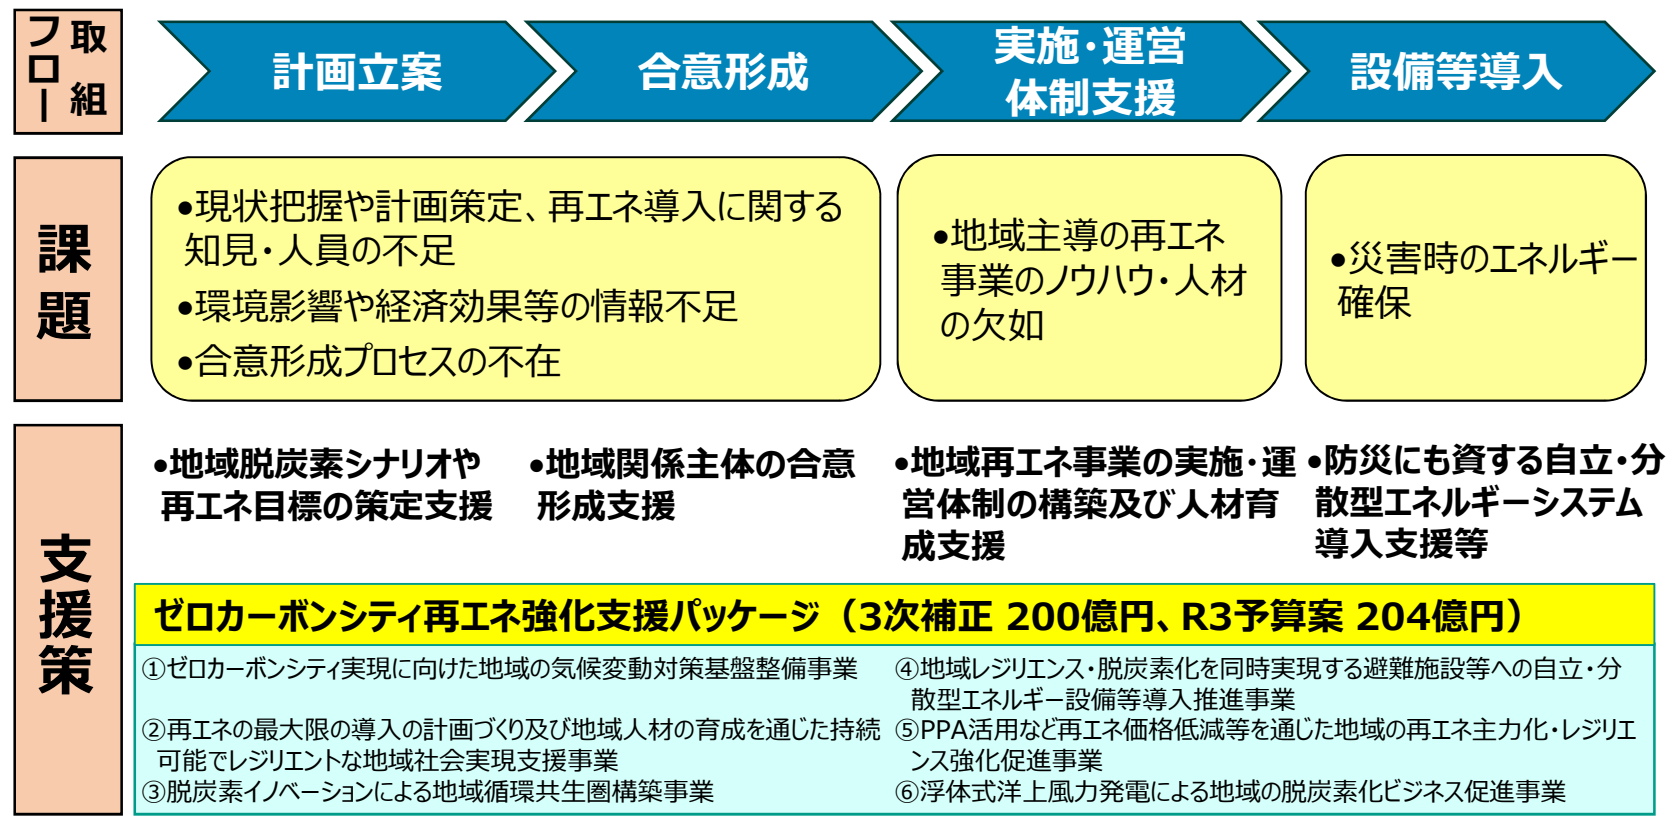 取組
フロー
計画立案
合意形成
実施・運営
体制支援
設備等導入
課題
●現状把握や計画策定、再エネ導入に関する
知見・人員の不足
●環境影響や経済効果等の情報不足
●合意形成プロセスの不在
●地域主導の再エネ
事業のノウハウ・人材
の欠如
●災害時のエネルギー
確保
支援策
●地域脱炭素シナリオや
再エネ目標の策定支援
●地域関係主体の合意
形成支援
●地域再エネ事業の実施・運
営体制の構築及び人材育
成支援
●防災にも資する自立・分
散型エネルギーシステム
導入支援等
ゼロカーボンシティ再エネ強化支援パッケージ（3次補正 200億円、R3予算案 204億円）
①ゼロカーボンシティ実現に向けた地域の気候変動対策基盤整備事業
②再エネの最大限の導入の計画づくり及び地域人材の育成を通じた持続
可能でレジリエントな地域社会実現支援事業
③脱炭素イノベーションによる地域循環共生圏構築事業
④地域レジリエンス・脱炭素化を同時実現する避難施設等への自立・分
散型エネルギー設備等導入推進事業
⑤PPA活用など再エネ価格低減等を通じた地域の再エネ主力化・レジリエ
ンス強化促進事業
⑥浮体式洋上風力発電による地域の脱炭素化ビジネス促進事業